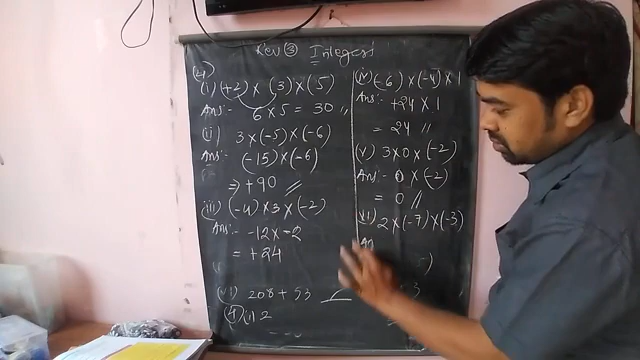 Rev ③ Integers
(4)
(i) (+2) × (3) × (5)
Ans:- 6 × 5 = 30 //
(ii) 3 × (-5) × (-6)
Ans:- (-15) × (-6)
⇒ +90 //
(iii) (-4) × 3 × (-2)
Ans:- -12 × -2
= +24
208 + 53
(i) 2
(iv) (-6) × (-4) × 1
Ans:- +24 × 1
= 24 //
(v) 3 × 0 × (-2)
Ans:- 0 × (-2)
= 0 //
(vi) 2 × (-7) × (-3)
An